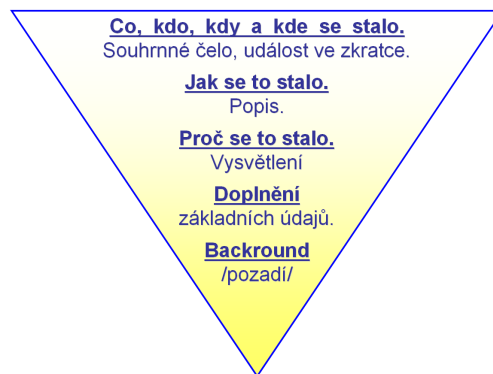 Co, kdo, kdy a kde se stalo.
Souhrnné čelo, událost ve zkratce.
Jak se to stalo.
Popis.
Proč se to stalo.
Vysvětlení
Doplnění
základních údajů.
Backround
/pozadí/